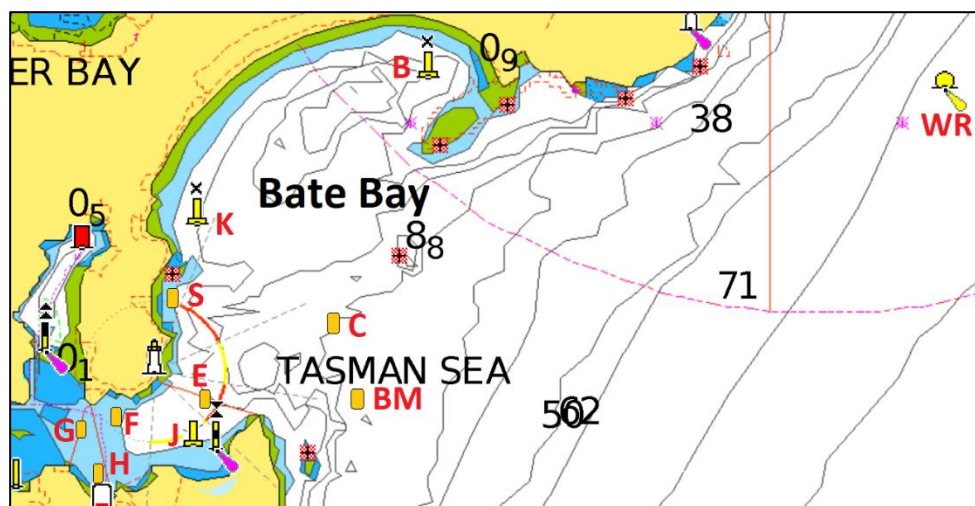 0₉
B
ER BAY
38
WR
0₅
Bate Bay
K
8₈
71
S
C
TASMAN SEA
0₁
E
BM
5062
G
F
J
H